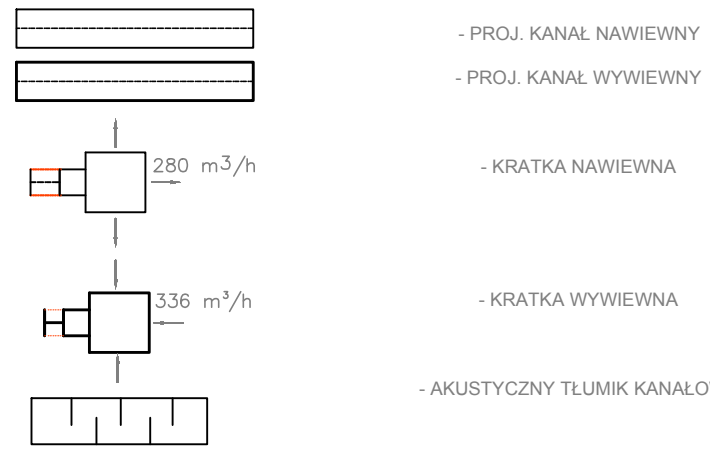 - PROJ. KANAŁ NAWIEWNY
- PROJ. KANAŁ WYWIEWNY
280 m3/h
- KRATKA NAWIEWNA
336 m³/h
- KRATKA WYWIEWNA
- AKUSTYCZNY TŁUMIK